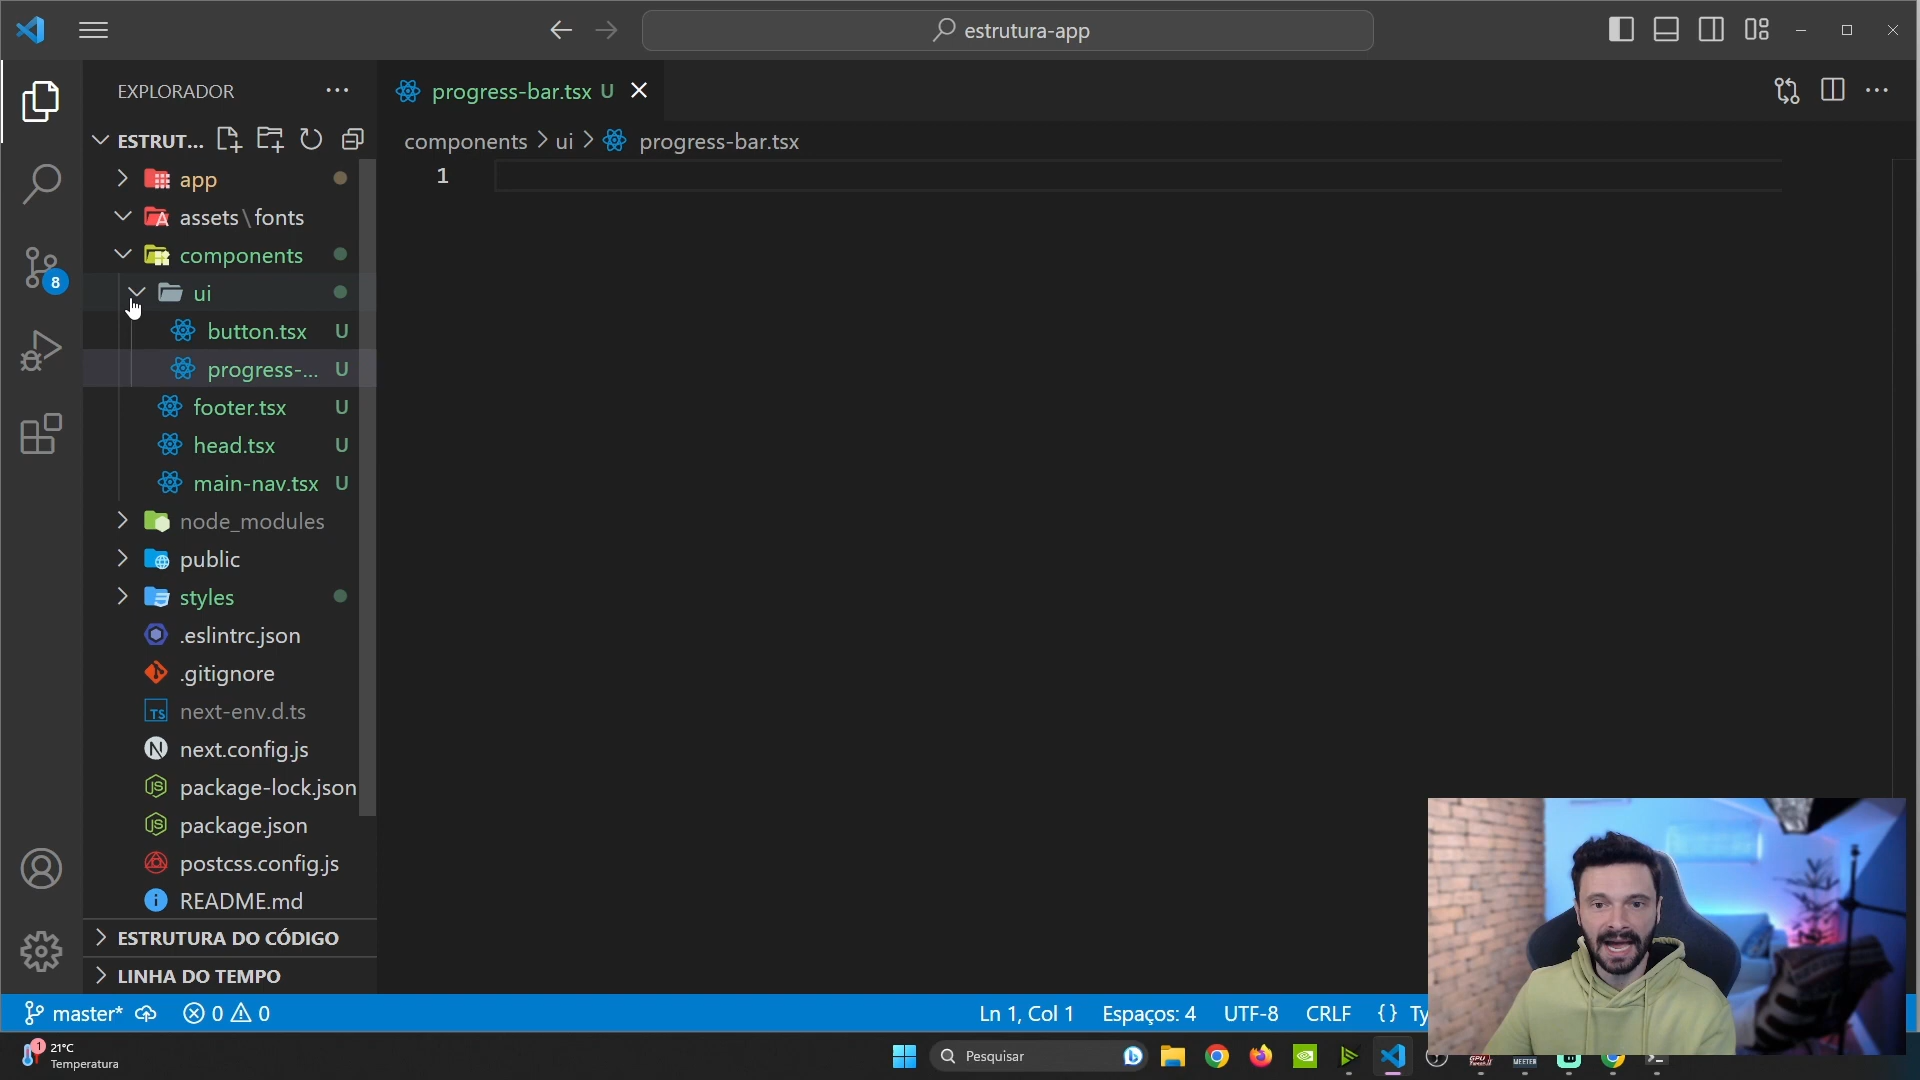 estrutura-app
EXPLORADOR
progress-bar.tsx U
ESTRUT...
components ui progress-bar.tsx
1
app
assets\fonts
components
ui
button.tsx U
progress-... U
footer.tsx U
head.tsx U
main-nav.tsx U
node_modules
public
styles
.eslintrc.json
.gitignore
next-env.d.ts
next.config.js
package-lock.json
package.json
postcss.config.js
README.md
ESTRUTURA DO CÓDIGO
LINHA DO TEMPO
8
master* 0 0
Ln 1, Col 1 Espaços: 4 UTF-8 CRLF {} Ty
1 21°C
Temperatura
Pesquisar